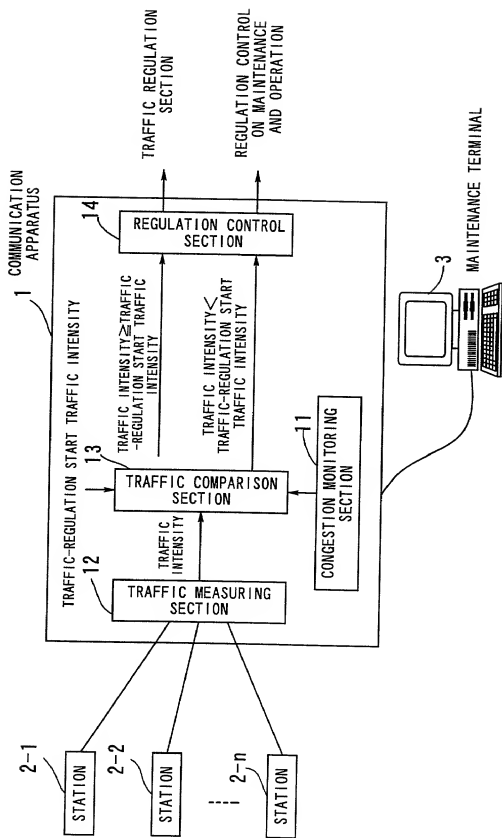 1 COMMUNICATION
APPARATUS
TRAFFIC-REGULATION START TRAFFIC INTENSITY
2-1
STATION
2-2
STATION
2-n
STATION
12
TRAFFIC MEASURING
SECTION
TRAFFIC
INTENSITY
13
TRAFFIC COMPARISON
SECTION
11
CONGESTION MONITORING
SECTION
TRAFFIC INTENSITY≧TRAFFIC
-REGULATION START TRAFFIC
INTENSITY
TRAFFIC INTENSITY<
TRAFFIC-REGULATION START
TRAFFIC INTENSITY
14
REGULATION CONTROL
SECTION
TRAFFIC REGULATION
SECTION
REGULATION CONTROL
ON MAINTENANCE
AND OPERATION
3
MAINTENANCE TERMINAL